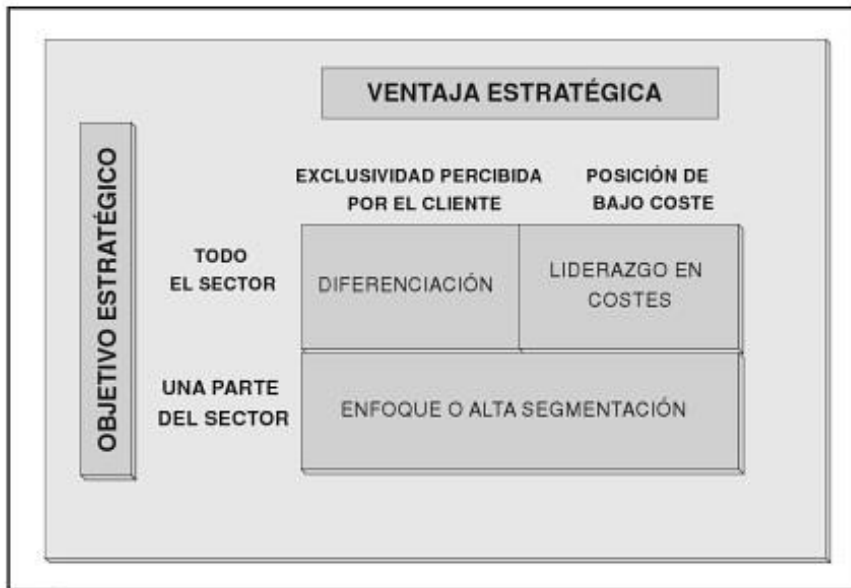 VENTAJA ESTRATÉGICA
OBJETIVO ESTRATÉGICO
EXCLUSIVIDAD PERCIBIDA
POR EL CLIENTE
POSICIÓN DE
BAJO COSTE
TODO
EL SECTOR
DIFERENCIACIÓN
LIDERAZGO EN
COSTES
UNA PARTE
DEL SECTOR
ENFOQUE O ALTA SEGMENTACIÓN